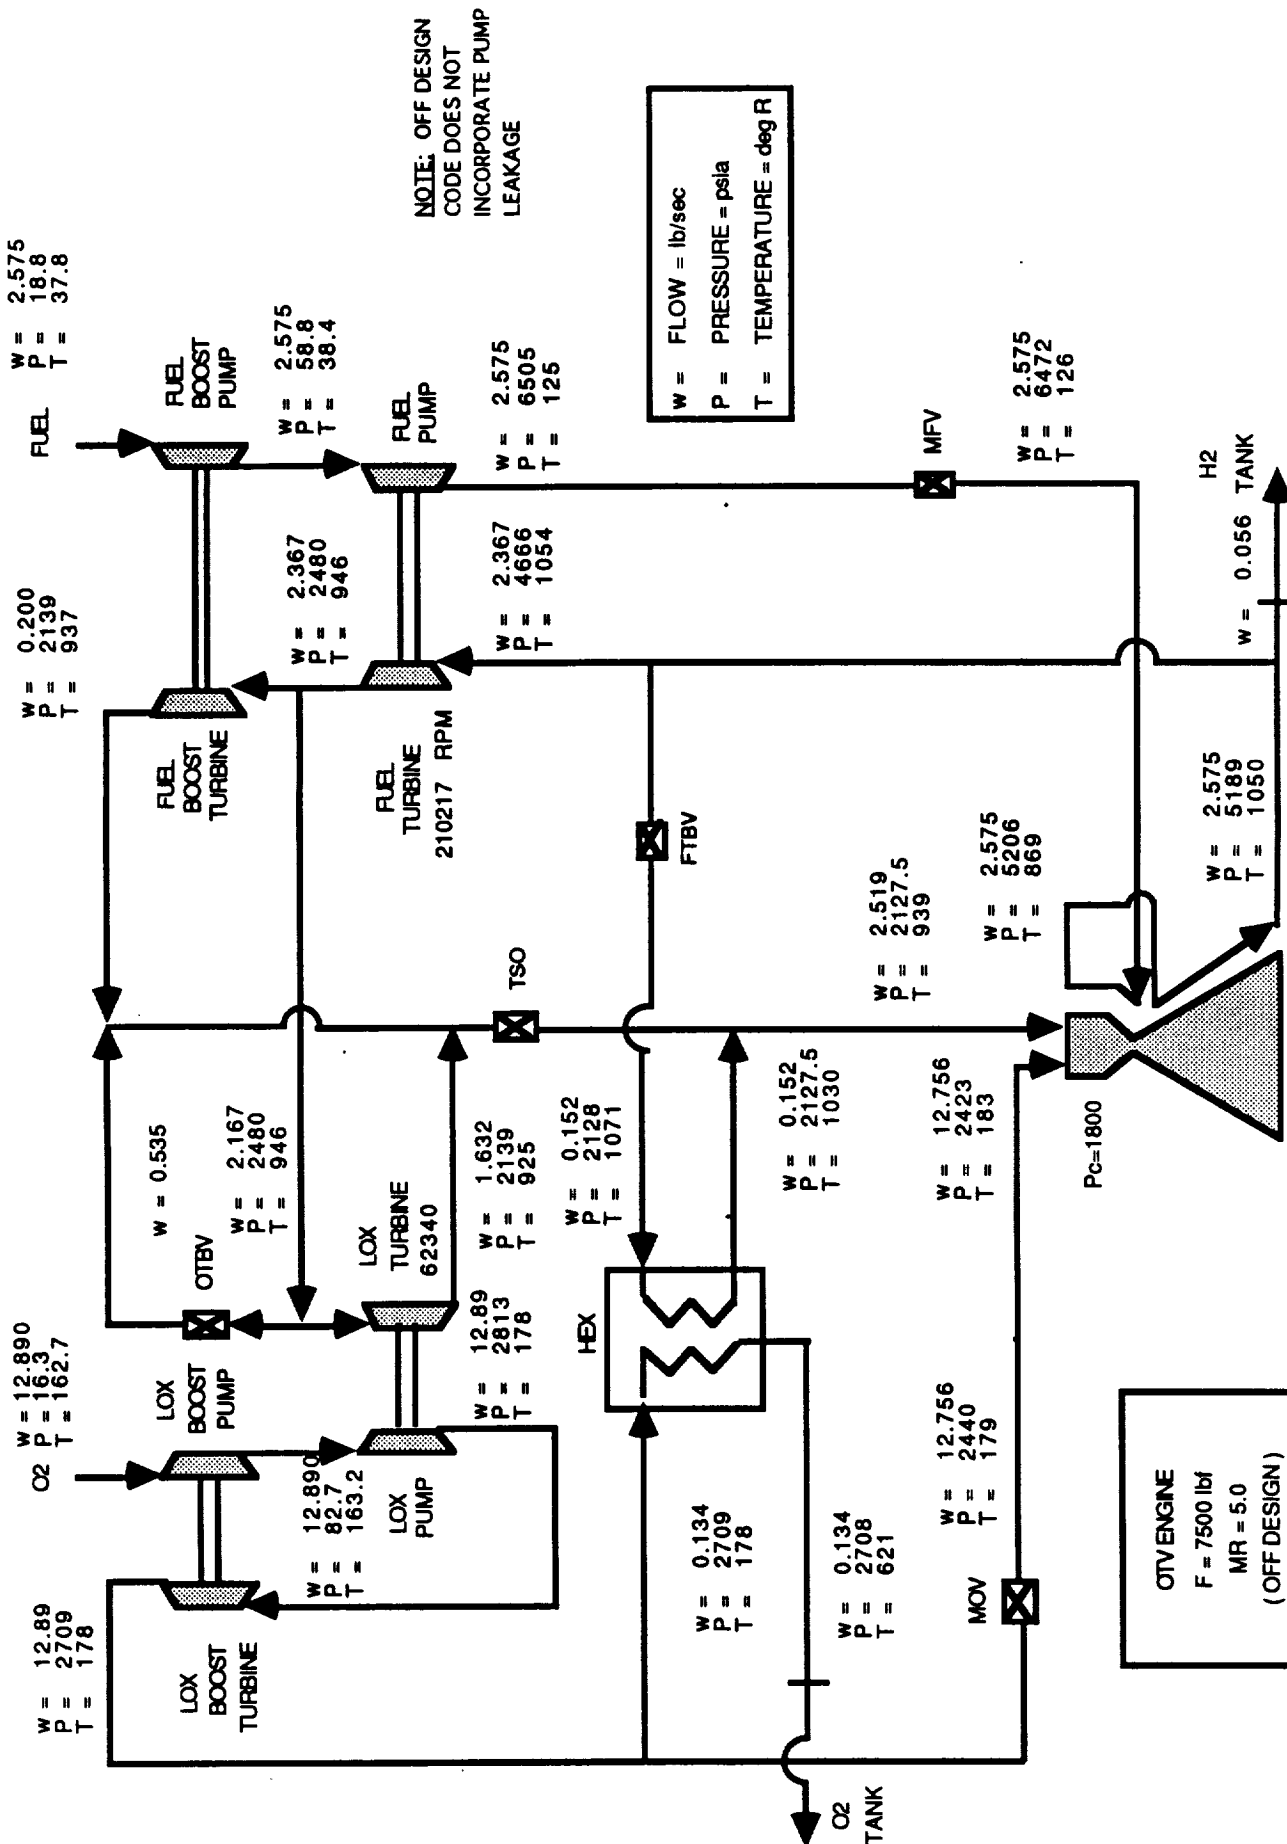 W = 12.890
P = 16.3
T = 162.7
O2
LOX
BOOST
PUMP
W = 12.89
P = 2709
T = 178
LOX
BOOST
TURBINE
W = 12.890
P = 82.7
T = 163.2
LOX
PUMP
W = 12.89
P = 2813
T = 178
OTBV
W = 0.535
W = 2.167
P = 2480
T = 946
LOX
TURBINE
62340
W = 1.632
P = 2139
T = 925
W = 0.200
P = 2139
T = 937
FUEL
BOOST
TURBINE
W = 2.575
P = 18.8
T = 37.8
FUEL
FUEL
BOOST
PUMP
W = 2.575
P = 58.8
T = 38.4
W = 2.367
P = 2480
T = 946
FUEL
PUMP
FUEL
TURBINE
210217 RPM
W = 2.575
P = 6505
T = 125
W = 2.367
P = 4666
T = 1054
NOTE: OFF DESIGN
CODE DOES NOT
INCORPORATE PUMP
LEAKAGE
W = FLOW = lb/sec
P = PRESSURE = psia
T = TEMPERATURE = deg R
TSO
FTBV
MFV
HEX
W = 0.152
P = 2128
T = 1071
W = 0.152
P = 2127.5
T = 1030
W = 2.519
P = 2127.5
T = 939
W = 2.575
P = 5206
T = 869
W = 2.575
P = 6472
T = 126
W = 0.134
P = 2709
T = 178
W = 0.134
P = 2708
T = 621
W = 12.756
P = 2440
T = 179
W = 12.756
P = 2423
T = 183
MOV
O2
TANK
Pc=1800
W = 2.575
P = 5189
T = 1050
W = 0.056
H2
TANK
OTV ENGINE
F = 7500 lbf
MR = 5.0
( OFF DESIGN )